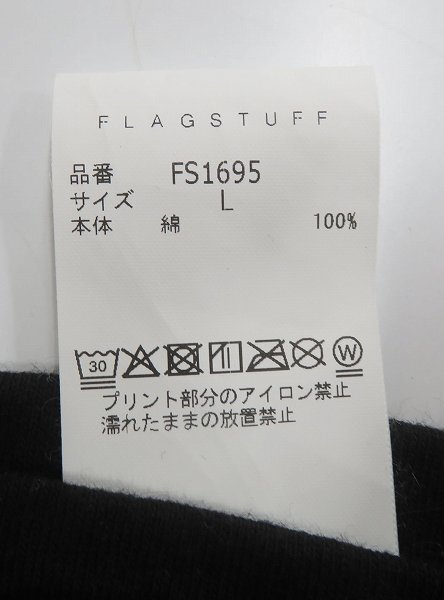 FLAGSTUFF
品番 FS1695
サイズ L
本体 綿 100%
30 W
プリント部分のアイロン禁止
濡れたままの放置禁止